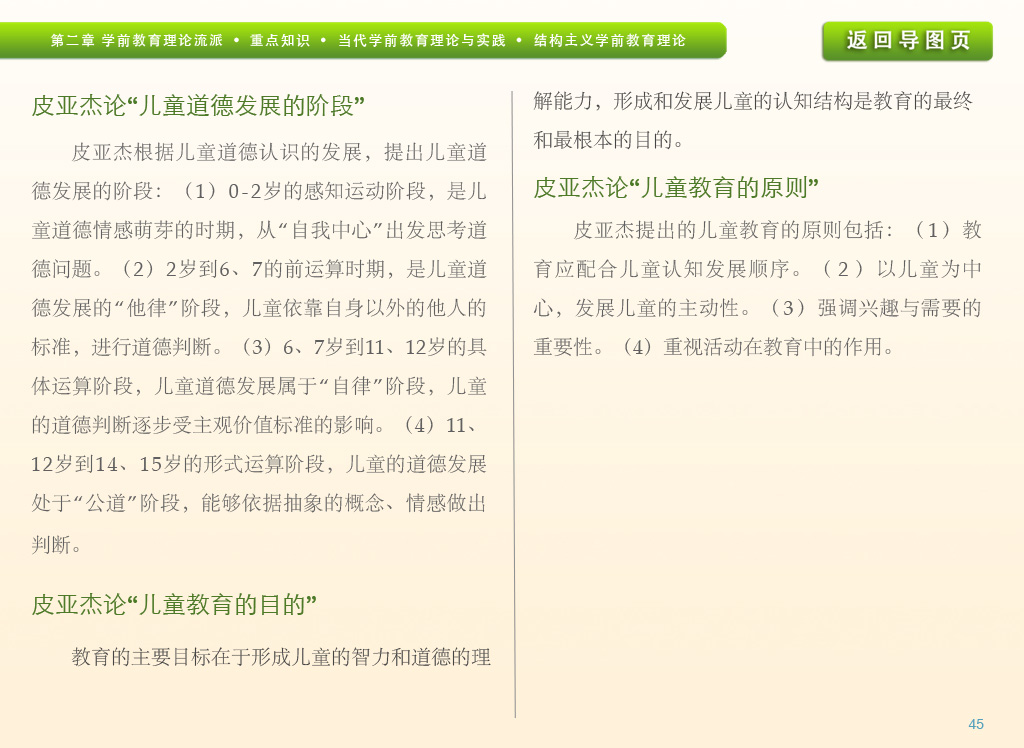 第二章 学前教育理论流派 • 重点知识 • 当代学前教育理论与实践 • 结构主义学前教育理论
返回导图页
皮亚杰论“儿童道德发展的阶段”
皮亚杰根据儿童道德认识的发展，提出儿童道
德发展的阶段：（1）0-2岁的感知运动阶段，是儿
童道德情感萌芽的时期，从“自我中心”出发思考道
德问题。（2）2岁到6、7的前运算时期，是儿童道
德发展的“他律”阶段，儿童依靠自身以外的他人的
标准，进行道德判断。（3）6、7岁到11、12岁的具
体运算阶段，儿童道德发展属于“自律”阶段，儿童
的道德判断逐步受主观价值标准的影响。（4）11、
12岁到14、15岁的形式运算阶段，儿童的道德发展
处于“公道”阶段，能够依据抽象的概念、情感做出
判断。
皮亚杰论“儿童教育的目的”
教育的主要目标在于形成儿童的智力和道德的理
解能力，形成和发展儿童的认知结构是教育的最终
和最根本的目的。
皮亚杰论“儿童教育的原则”
皮亚杰提出的儿童教育的原则包括：（1）教
育应配合儿童认知发展顺序。（2）以儿童为中
心，发展儿童的主动性。（3）强调兴趣与需要的
重要性。（4）重视活动在教育中的作用。
45